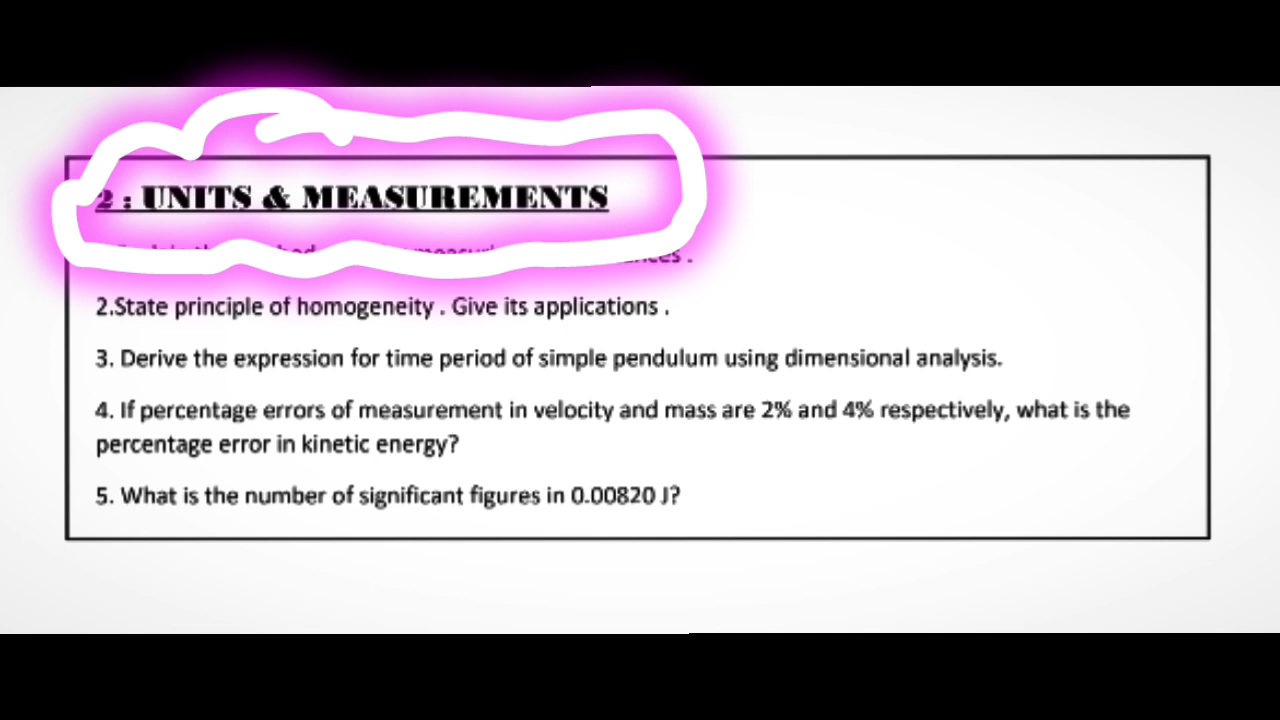 2 : UNITS & MEASUREMENTS
2.State principle of homogeneity . Give its applications .
3. Derive the expression for time period of simple pendulum using dimensional analysis.
4. If percentage errors of measurement in velocity and mass are 2% and 4% respectively, what is the
percentage error in kinetic energy?
5. What is the number of significant figures in 0.00820 J?